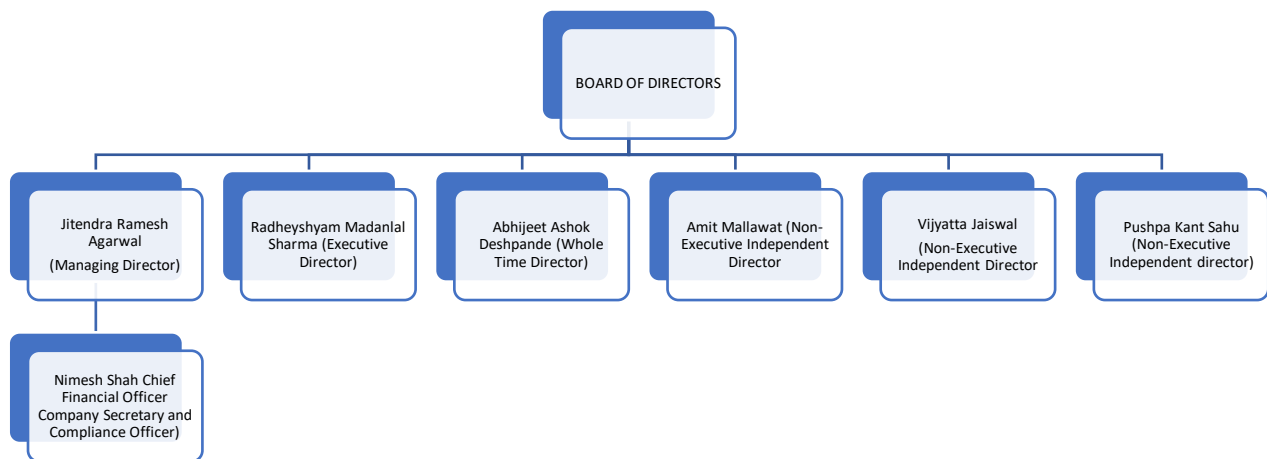 BOARD OF DIRECTORS
Jitendra Ramesh
Agarwal
(Managing Director)
Radheyshyam Madanlal
Sharma (Executive
Director)
Abhijeet Ashok
Deshpande (Whole
Time Director)
Amit Mallawat (Non-
Executive Independent
Director
Vijyatta Jaiswal
(Non-Executive
Independent Director
Pushpa Kant Sahu
(Non-Executive
Independent director)
Nimesh Shah Chief
Financial Officer
Company Secretary and
Compliance Officer)